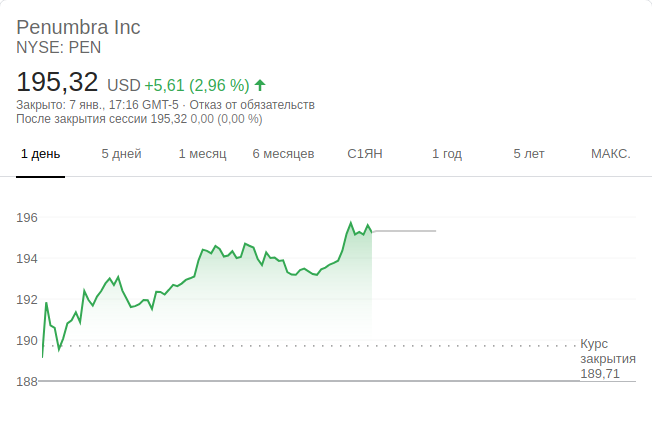 Penumbra Inc
NYSE: PEN
195,32 USD +5,61 (2,96 %)
Закрыто: 7 янв., 17:16 GMT-5 · Отказ от обязательств
После закрытия сессии 195,32 0,00 (0,00 %)
1 день 5 дней 1 месяц 6 месяцев С1ЯН 1 год 5 лет МАКС.
196
194
192
190
Курс
закрытия
189,71
188